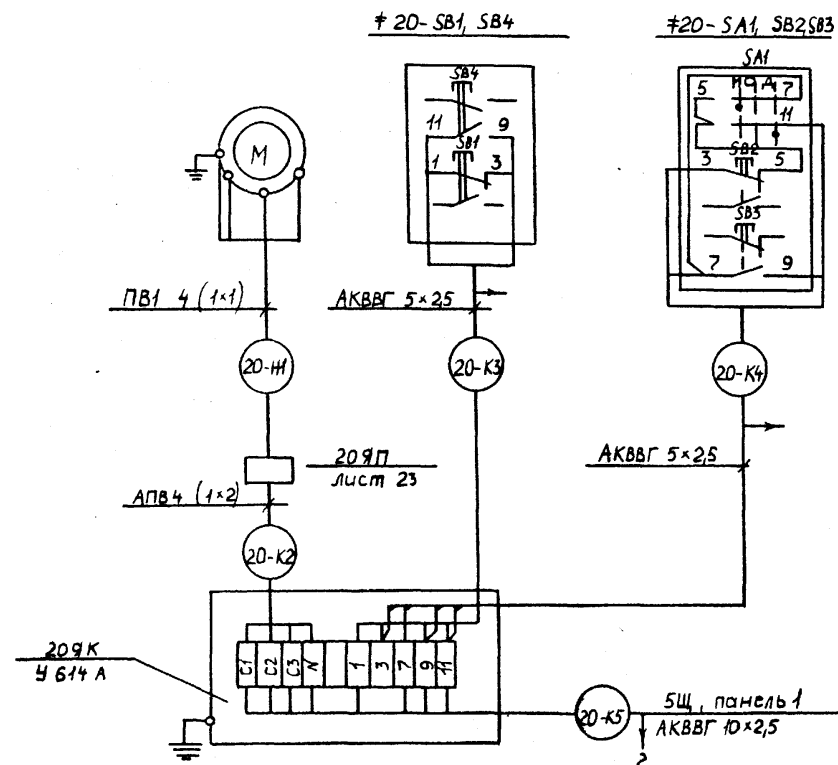 ⧧ 20-SB1, SB4
⧧20-SA1, SB2,SB3
SA1
SB4
11 9
SB1
1 3
5 И О Д 7
11
SB2
3 5
SB3
7 9
М
ПВ1 4 (1×1)
АКВВГ 5×2,5
20-Н1
20-К3
20-К4
20ЯП
лист 23
АКВВГ 5×2,5
АПВ4 (1×2)
20-К2
20ЯК
У 614 А
С1 С2 С3 N 1 3 7 9 11
20-К5
5Щ, панель 1
АКВВГ 10×2,5